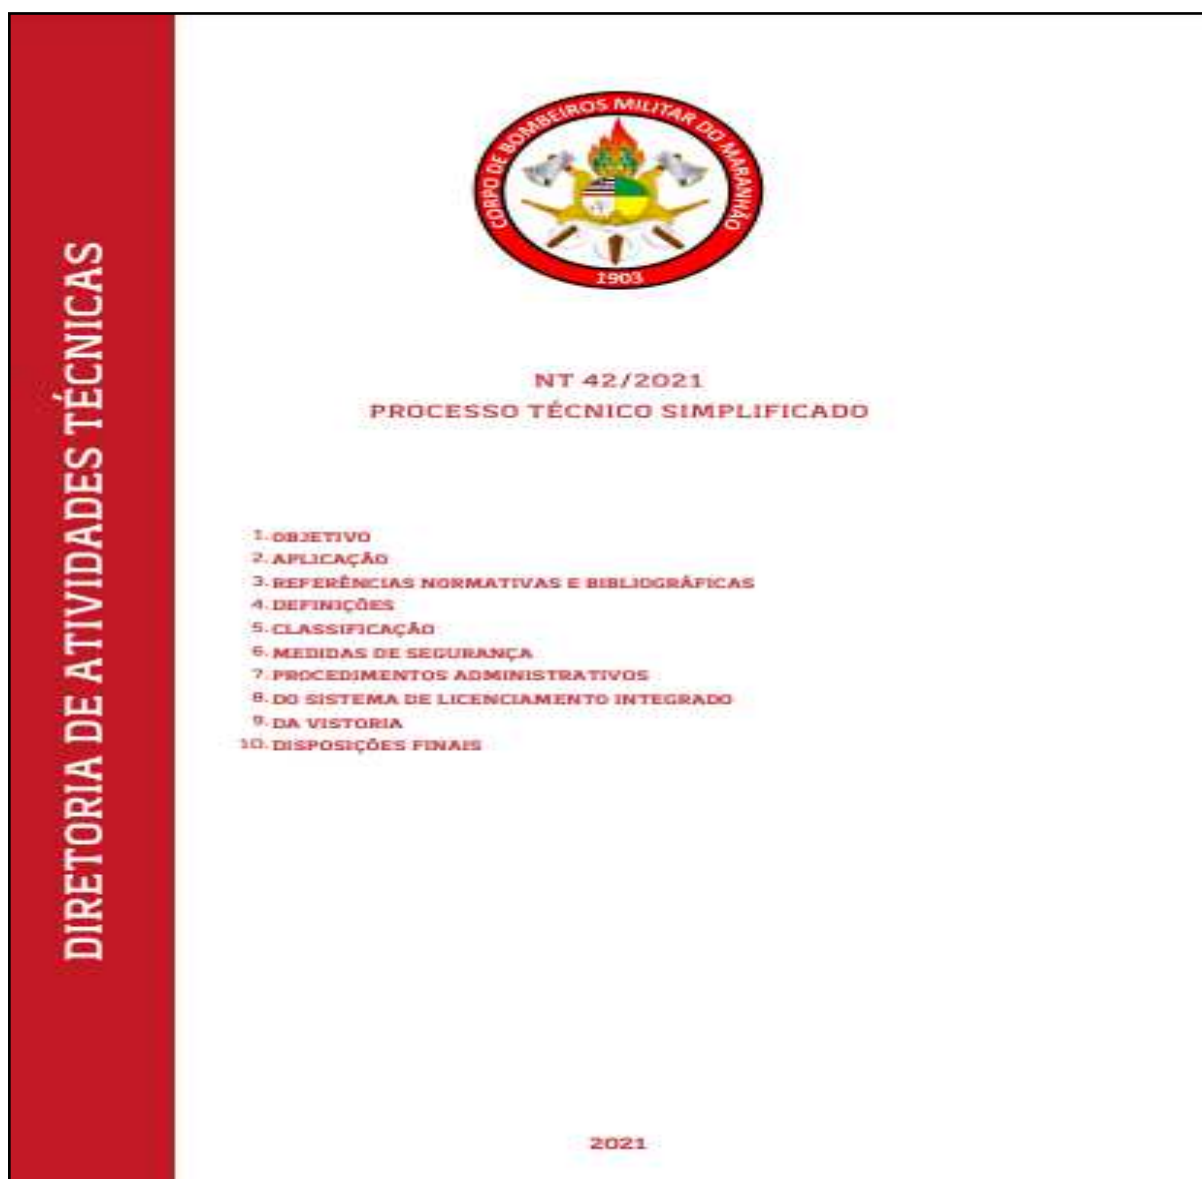 DIRETORIA DE ATIVIDADES TÉCNICAS
CORPO DE BOMBEIROS MILITAR DO MARANHÃO
1903
NT 42/2021
PROCESSO TÉCNICO SIMPLIFICADO
1. OBJETIVO
2. APLICAÇÃO
3. REFERÊNCIAS NORMATIVAS E BIBLIOGRÁFICAS
4. DEFINIÇÕES
5. CLASSIFICAÇÃO
6. MEDIDAS DE SEGURANÇA
7. PROCEDIMENTOS ADMINISTRATIVOS
8. DO SISTEMA DE LICENCIAMENTO INTEGRADO
9. DA VISTORIA
10. DISPOSIÇÕES FINAIS
2021